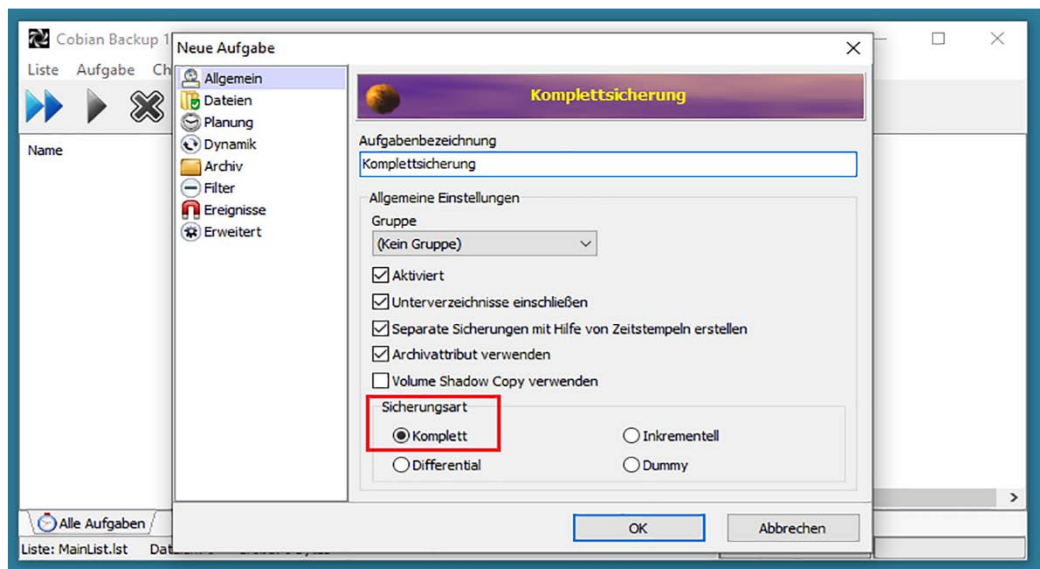 Cobian Backup 1
Liste Aufgabe Ch
Name
Neue Aufgabe
Allgemein
Dateien
Planung
Dynamik
Archiv
Filter
Ereignisse
Erweitert
Komplettsicherung
Aufgabenbezeichnung
Komplettsicherung
Allgemeine Einstellungen
Gruppe
(Kein Gruppe)
Aktiviert
Unterverzeichnisse einschließen
Separate Sicherungen mit Hilfe von Zeitstempeln erstellen
Archivattribut verwenden
Volume Shadow Copy verwenden
Sicherungsart
Komplett Inkrementell
Differential Dummy
OK Abbrechen
Alle Aufgaben
Liste: MainList.lst